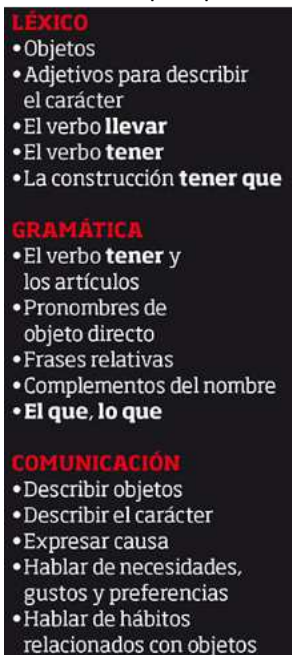 LÉXICO
•Objetos
•Adjetivos para describir
el carácter
•El verbo llevar
•El verbo tener
•La construcción tener que
GRAMÁTICA
•El verbo tener y
los artículos
•Pronombres de
objeto directo
•Frases relativas
•Complementos del nombre
•El que, lo que
COMUNICACIÓN
•Describir objetos
•Describir el carácter
•Expresar causa
•Hablar de necesidades,
gustos y preferencias
•Hablar de hábitos
relacionados con objetos